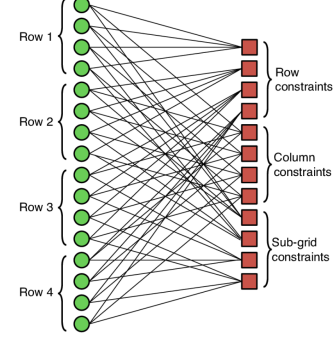 Row 1
Row 2
Row 3
Row 4
Row
constraints
Column
constraints
Sub-grid
constraints